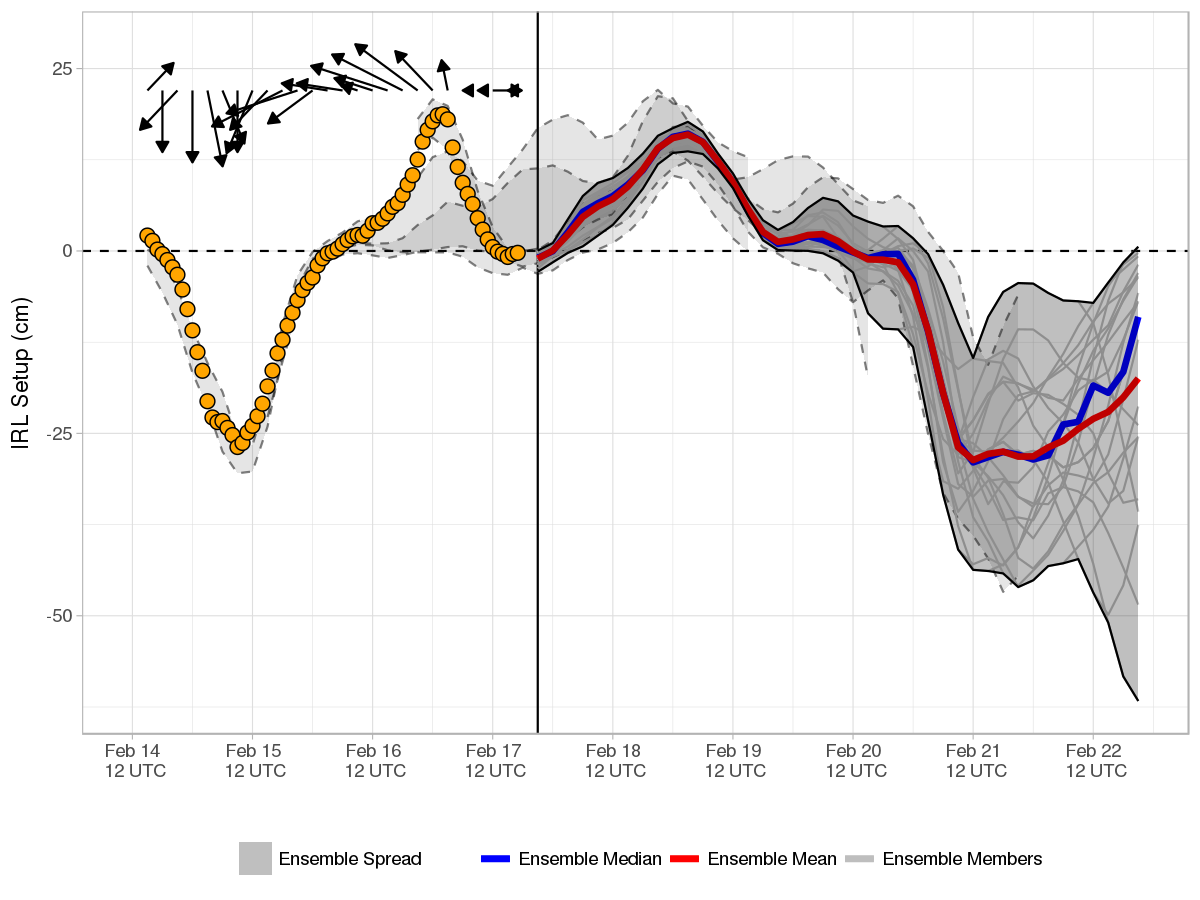 IRL Setup (cm)
25
0
-25
-50
Feb 14
12 UTC
Feb 15
12 UTC
Feb 16
12 UTC
Feb 17
12 UTC
Feb 18
12 UTC
Feb 19
12 UTC
Feb 20
12 UTC
Feb 21
12 UTC
Feb 22
12 UTC
Ensemble Spread
Ensemble Median
Ensemble Mean
Ensemble Members